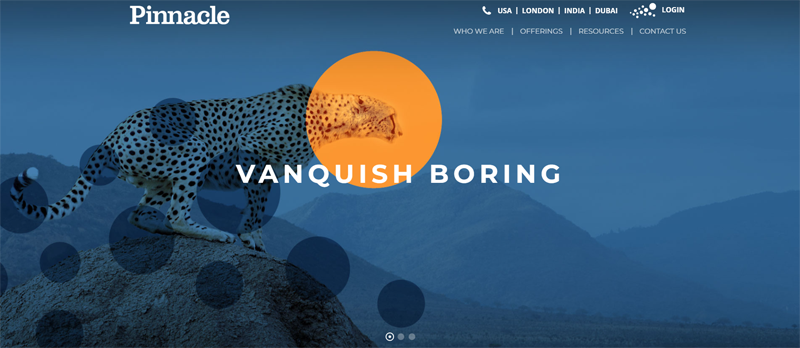 Pinnacle
USA | LONDON | INDIA | DUBAI
LOGIN
WHO WE ARE | OFFERINGS | RESOURCES | CONTACT US
VANQUISH BORING